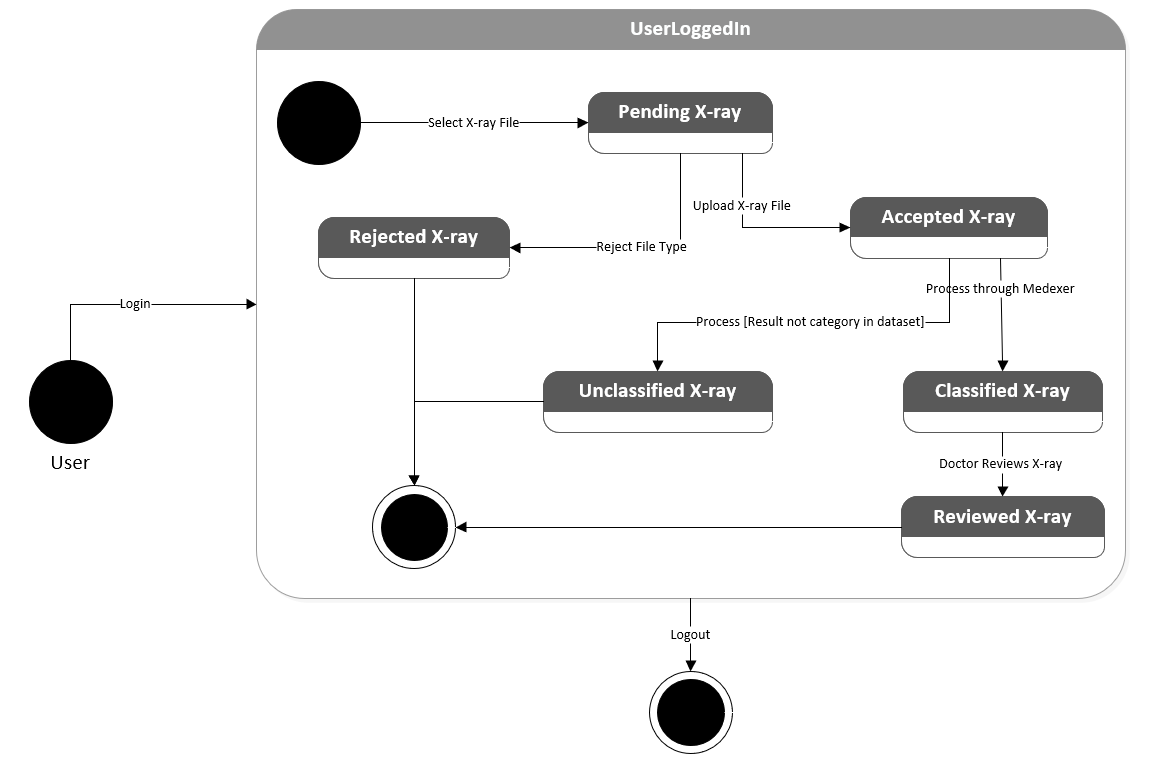 UserLoggedIn
Select X-ray File
Pending X-ray
Upload X-ray File
Accepted X-ray
Rejected X-ray
Reject File Type
Process through Medexer
Login
Process [Result not category in dataset]
Unclassified X-ray
Classified X-ray
User
Doctor Reviews X-ray
Reviewed X-ray
Logout